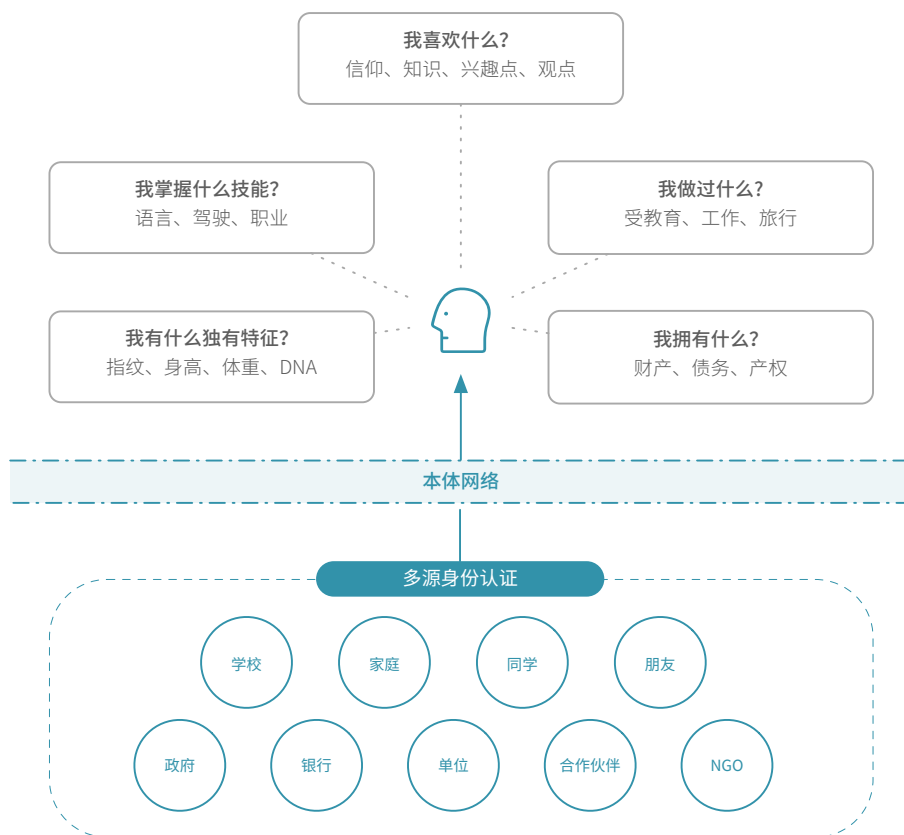 我喜欢什么？
信仰、知识、兴趣点、观点
我掌握什么技能？
语言、驾驶、职业
我做过什么？
受教育、工作、旅行
我有什么独有特征？
指纹、身高、体重、DNA
我拥有什么？
财产、债务、产权
本体网络
多源身份认证
学校
家庭
同学
朋友
政府
银行
单位
合作伙伴
NGO